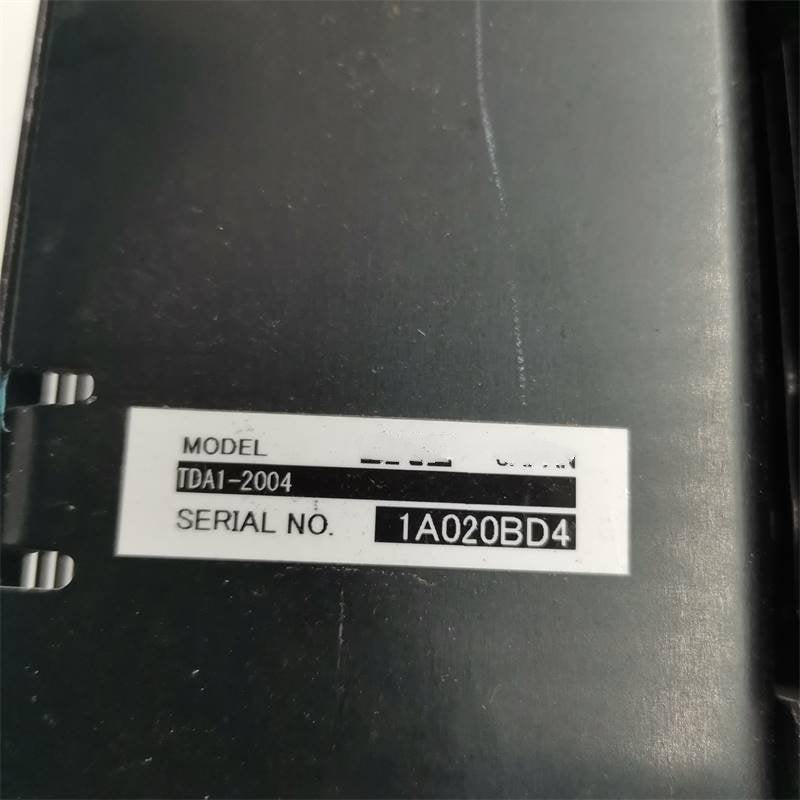 MODEL
TDA1-2004
SERIAL NO. 1A020BD4